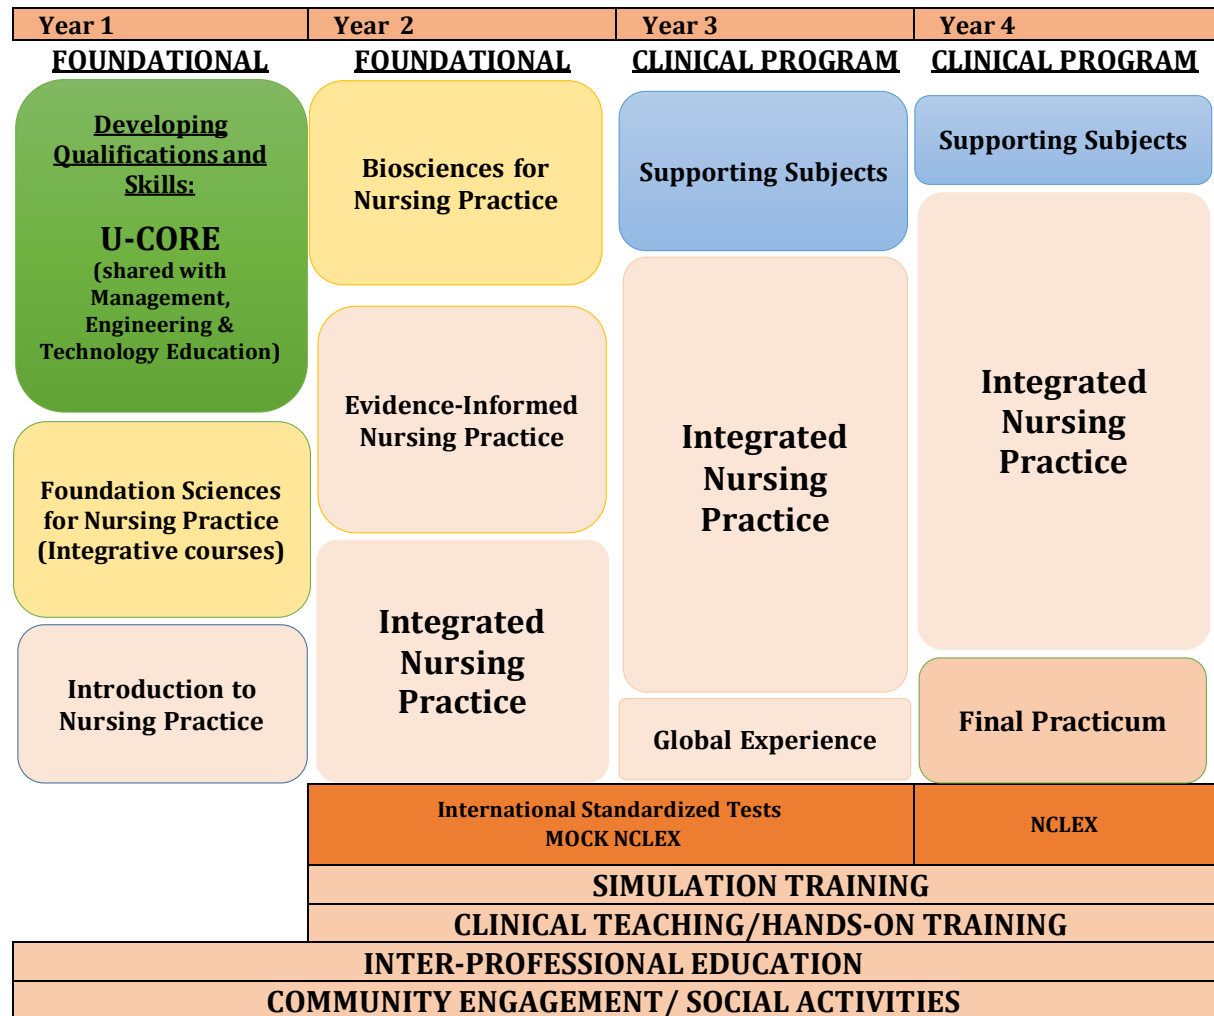 Year 1
Year 2
Year 3
Year 4
FOUNDATIONAL
FOUNDATIONAL
CLINICAL PROGRAM
CLINICAL PROGRAM
Developing
Qualifications and
Skills:
U-CORE
(shared with
Management,
Engineering &
Technology Education)
Foundation Sciences
for Nursing Practice
(Integrative courses)
Introduction to
Nursing Practice
Biosciences for
Nursing Practice
Evidence-Informed
Nursing Practice
Integrated
Nursing
Practice
Supporting Subjects
Integrated
Nursing
Practice
Global Experience
Supporting Subjects
Integrated
Nursing
Practice
Final Practicum
International Standardized Tests
MOCK NCLEX
NCLEX
SIMULATION TRAINING
CLINICAL TEACHING/HANDS-ON TRAINING
INTER-PROFESSIONAL EDUCATION
COMMUNITY ENGAGEMENT/ SOCIAL ACTIVITIES